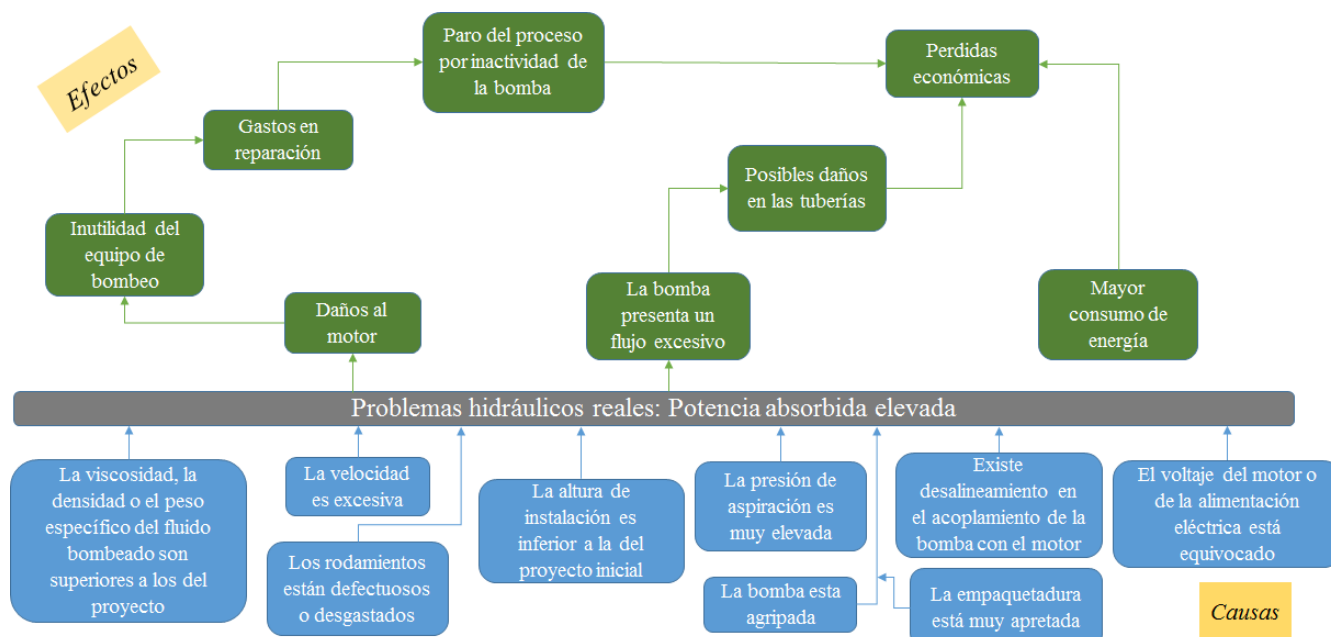 Efectos
Paro del proceso
por inactividad de
la bomba
Perdidas
económicas
Gastos en
reparación
Posibles daños
en las tuberías
Inutilidad del
equipo de
bombeo
Daños al
motor
La bomba
presenta un
flujo excesivo
Mayor
consumo de
energía
Problemas hidráulicos reales: Potencia absorbida elevada
La viscosidad, la
densidad o el peso
específico del fluido
bombeado son
superiores a los del
proyecto
La velocidad
es excesiva
Los rodamientos
están defectuosos
o desgastados
La altura de
instalación es
inferior a la del
proyecto inicial
La presión de
aspiración es
muy elevada
La bomba esta
agripada
Existe
desalineamiento en
el acoplamiento de la
bomba con el motor
La empaquetadura
está muy apretada
El voltaje del motor o
de la alimentación
eléctrica está
equivocado
Causas